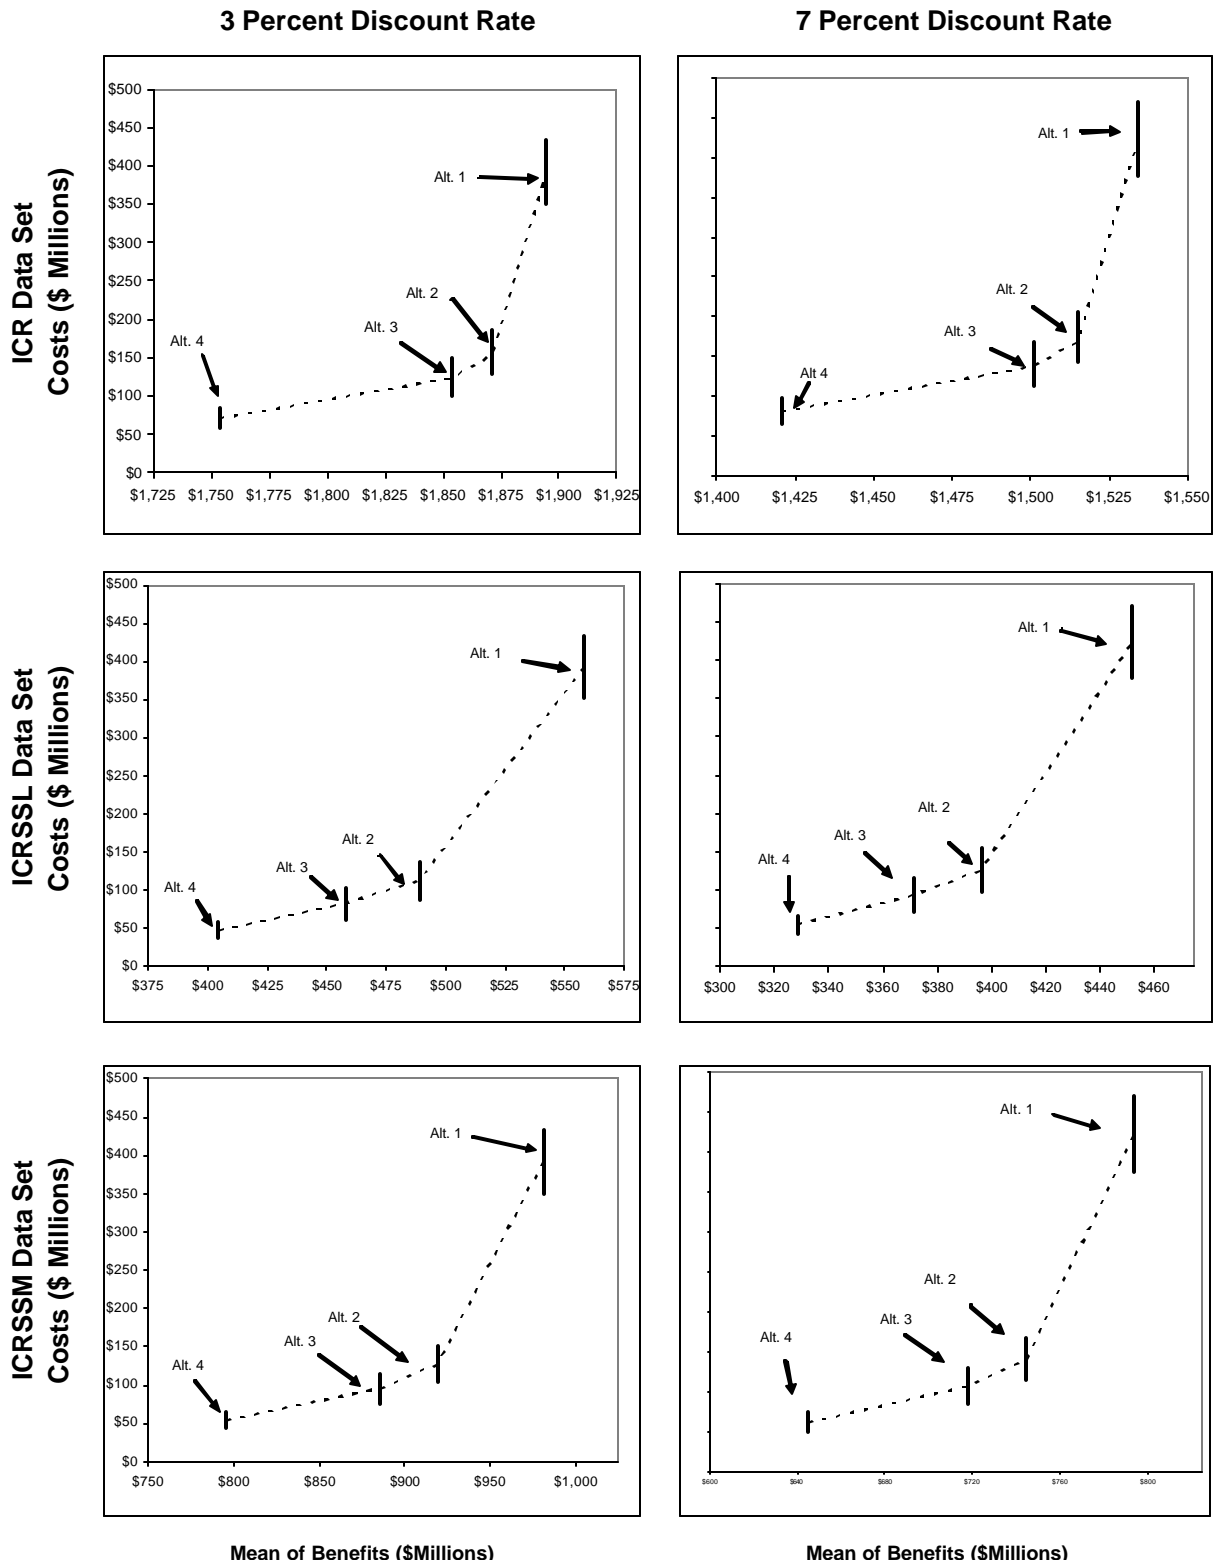 3 Percent Discount Rate
7 Percent Discount Rate
ICR Data Set
Costs ($ Millions)
$500
$450
$400
$350
$300
$250
$200
$150
$100
$50
$0
Alt. 1
Alt. 2
Alt. 3
Alt. 4
$1,725 $1,750 $1,775 $1,800 $1,825 $1,850 $1,875 $1,900 $1,925
Alt. 1
Alt. 2
Alt. 3
Alt 4
$1,400 $1,425 $1,450 $1,475 $1,500 $1,525 $1,550
ICRSSL Data Set
Costs ($ Millions)
$500
$450
$400
$350
$300
$250
$200
$150
$100
$50
$0
Alt. 1
Alt. 2
Alt. 3
Alt. 4
$375 $400 $425 $450 $475 $500 $525 $550 $575
Alt. 1
Alt. 2
Alt. 3
Alt. 4
$300 $320 $340 $360 $380 $400 $420 $440 $460
ICRSSM Data Set
Costs ($ Millions)
$500
$450
$400
$350
$300
$250
$200
$150
$100
$50
$0
Alt. 1
Alt. 2
Alt. 3
Alt. 4
$750 $800 $850 $900 $950 $1,000
Alt. 1
Alt. 2
Alt. 3
Alt. 4
$600 $640 $680 $720 $760 $800
Mean of Benefits ($Millions)
Mean of Benefits ($Millions)